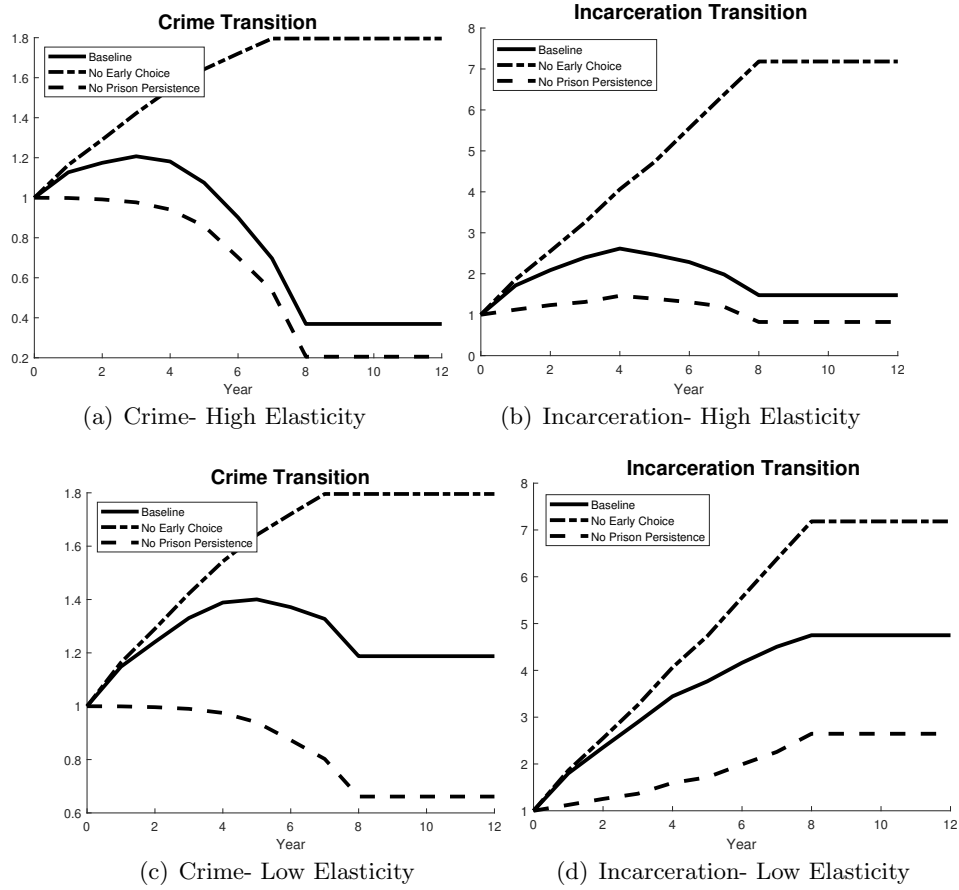 Crime Transition
1.8
1.6
1.4
1.2
1
0.8
0.6
0.4
0.2
Baseline
No Early Choice
No Prison Persistence
0 2 4 6 8 10 12
Year
(a) Crime- High Elasticity
Incarceration Transition
8
7
6
5
4
3
2
1
0
Baseline
No Early Choice
No Prison Persistence
0 2 4 6 8 10 12
Year
(b) Incarceration- High Elasticity
Crime Transition
1.8
1.6
1.4
1.2
1
0.8
0.6
Baseline
No Early Choice
No Prison Persistence
0 2 4 6 8 10 12
Year
(c) Crime- Low Elasticity
Incarceration Transition
8
7
6
5
4
3
2
1
Baseline
No Early Choice
No Prison Persistence
0 2 4 6 8 10 12
Year
(d) Incarceration- Low Elasticity